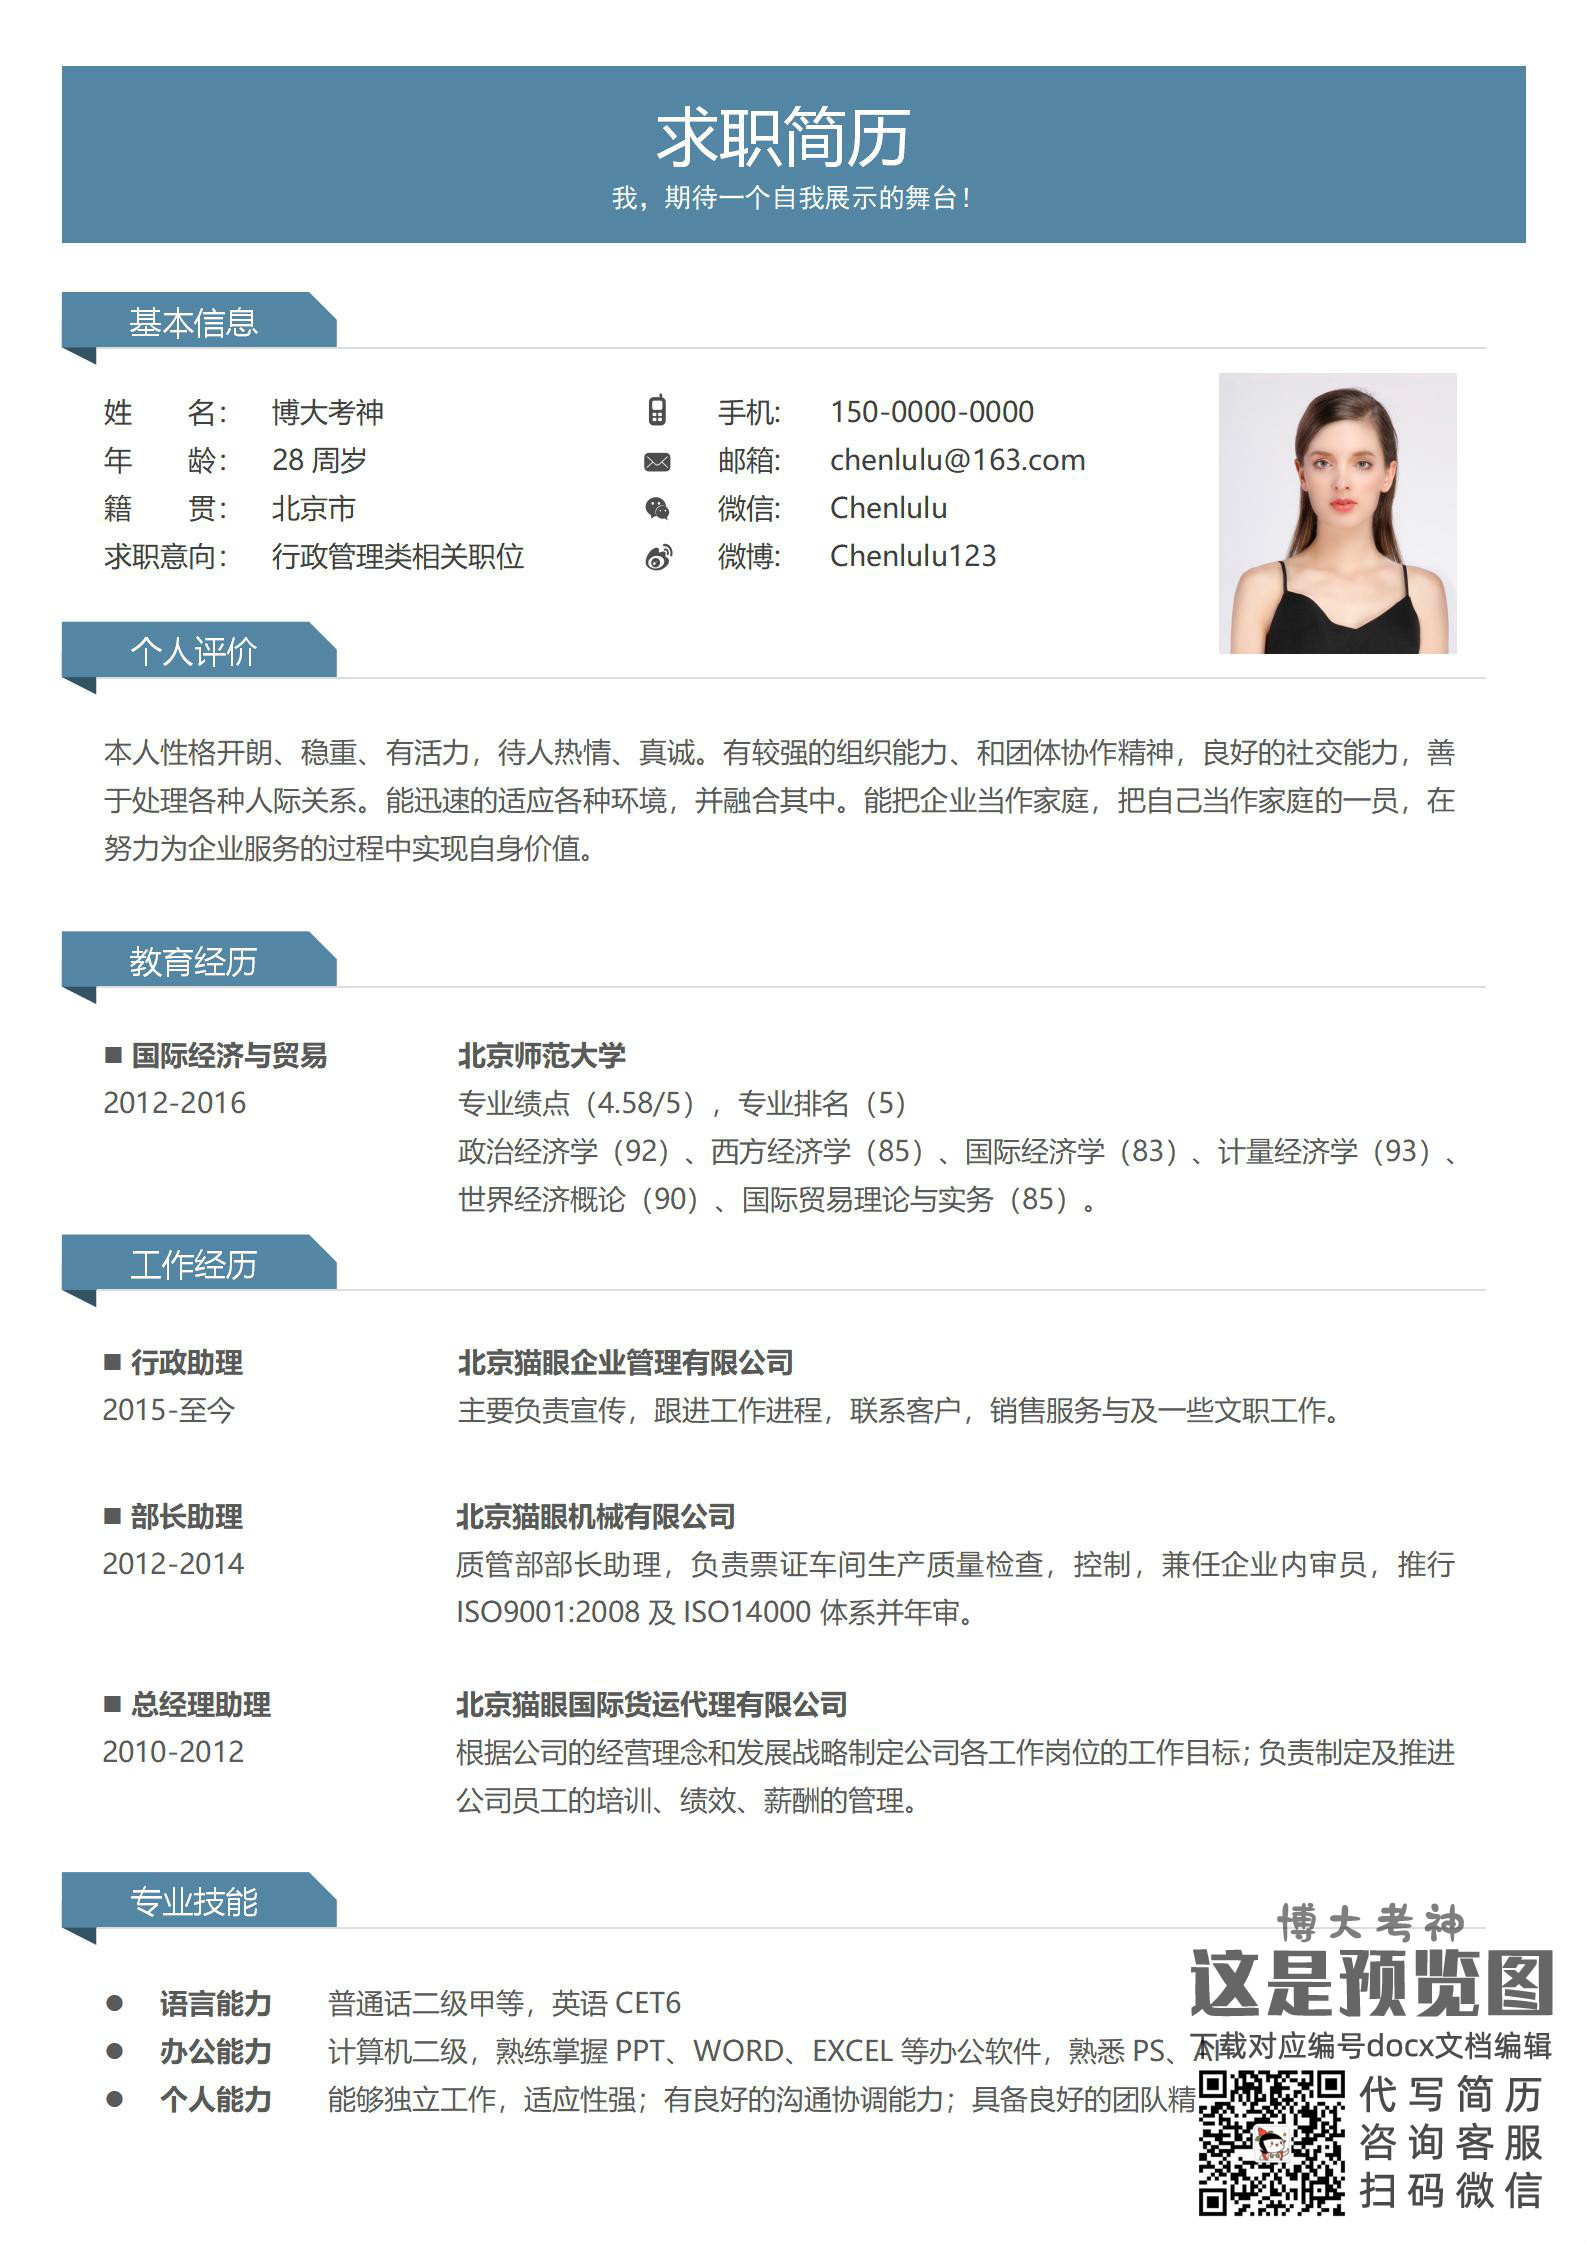 求职简历
我，期待一个自我展示的舞台！
基本信息
姓 名： 博大考神
年 龄： 28 周岁
籍 贯： 北京市
求职意向： 行政管理类相关职位
手机: 150-0000-0000
邮箱: chenlulu@163.com
微信: Chenlulu
微博: Chenlulu123
个人评价
本人性格开朗、稳重、有活力，待人热情、真诚。有较强的组织能力、和团体协作精神，良好的社交能力，善
于处理各种人际关系。能迅速的适应各种环境，并融合其中。能把企业当作家庭，把自己当作家庭的一员，在
努力为企业服务的过程中实现自身价值。
教育经历
■ 国际经济与贸易 北京师范大学
2012-2016 专业绩点（4.58/5），专业排名（5）
政治经济学（92）、西方经济学（85）、国际经济学（83）、计量经济学（93）、
世界经济概论（90）、国际贸易理论与实务（85）。
工作经历
■ 行政助理 北京猫眼企业管理有限公司
2015-至今 主要负责宣传，跟进工作进程，联系客户，销售服务与及一些文职工作。
■ 部长助理 北京猫眼机械有限公司
2012-2014 质管部部长助理，负责票证车间生产质量检查，控制，兼任企业内审员，推行
ISO9001:2008 及 ISO14000 体系并年审。
■ 总经理助理 北京猫眼国际货运代理有限公司
2010-2012 根据公司的经营理念和发展战略制定公司各工作岗位的工作目标；负责制定及推进
公司员工的培训、绩效、薪酬的管理。
专业技能
● 语言能力 普通话二级甲等，英语 CET6
● 办公能力 计算机二级，熟练掌握 PPT、WORD、EXCEL 等办公软件，熟悉 PS、AI
● 个人能力 能够独立工作，适应性强；有良好的沟通协调能力；具备良好的团队精
博大考神
这是预览图
下载对应编号docx文档编辑
代写简历
咨询客服
扫码微信